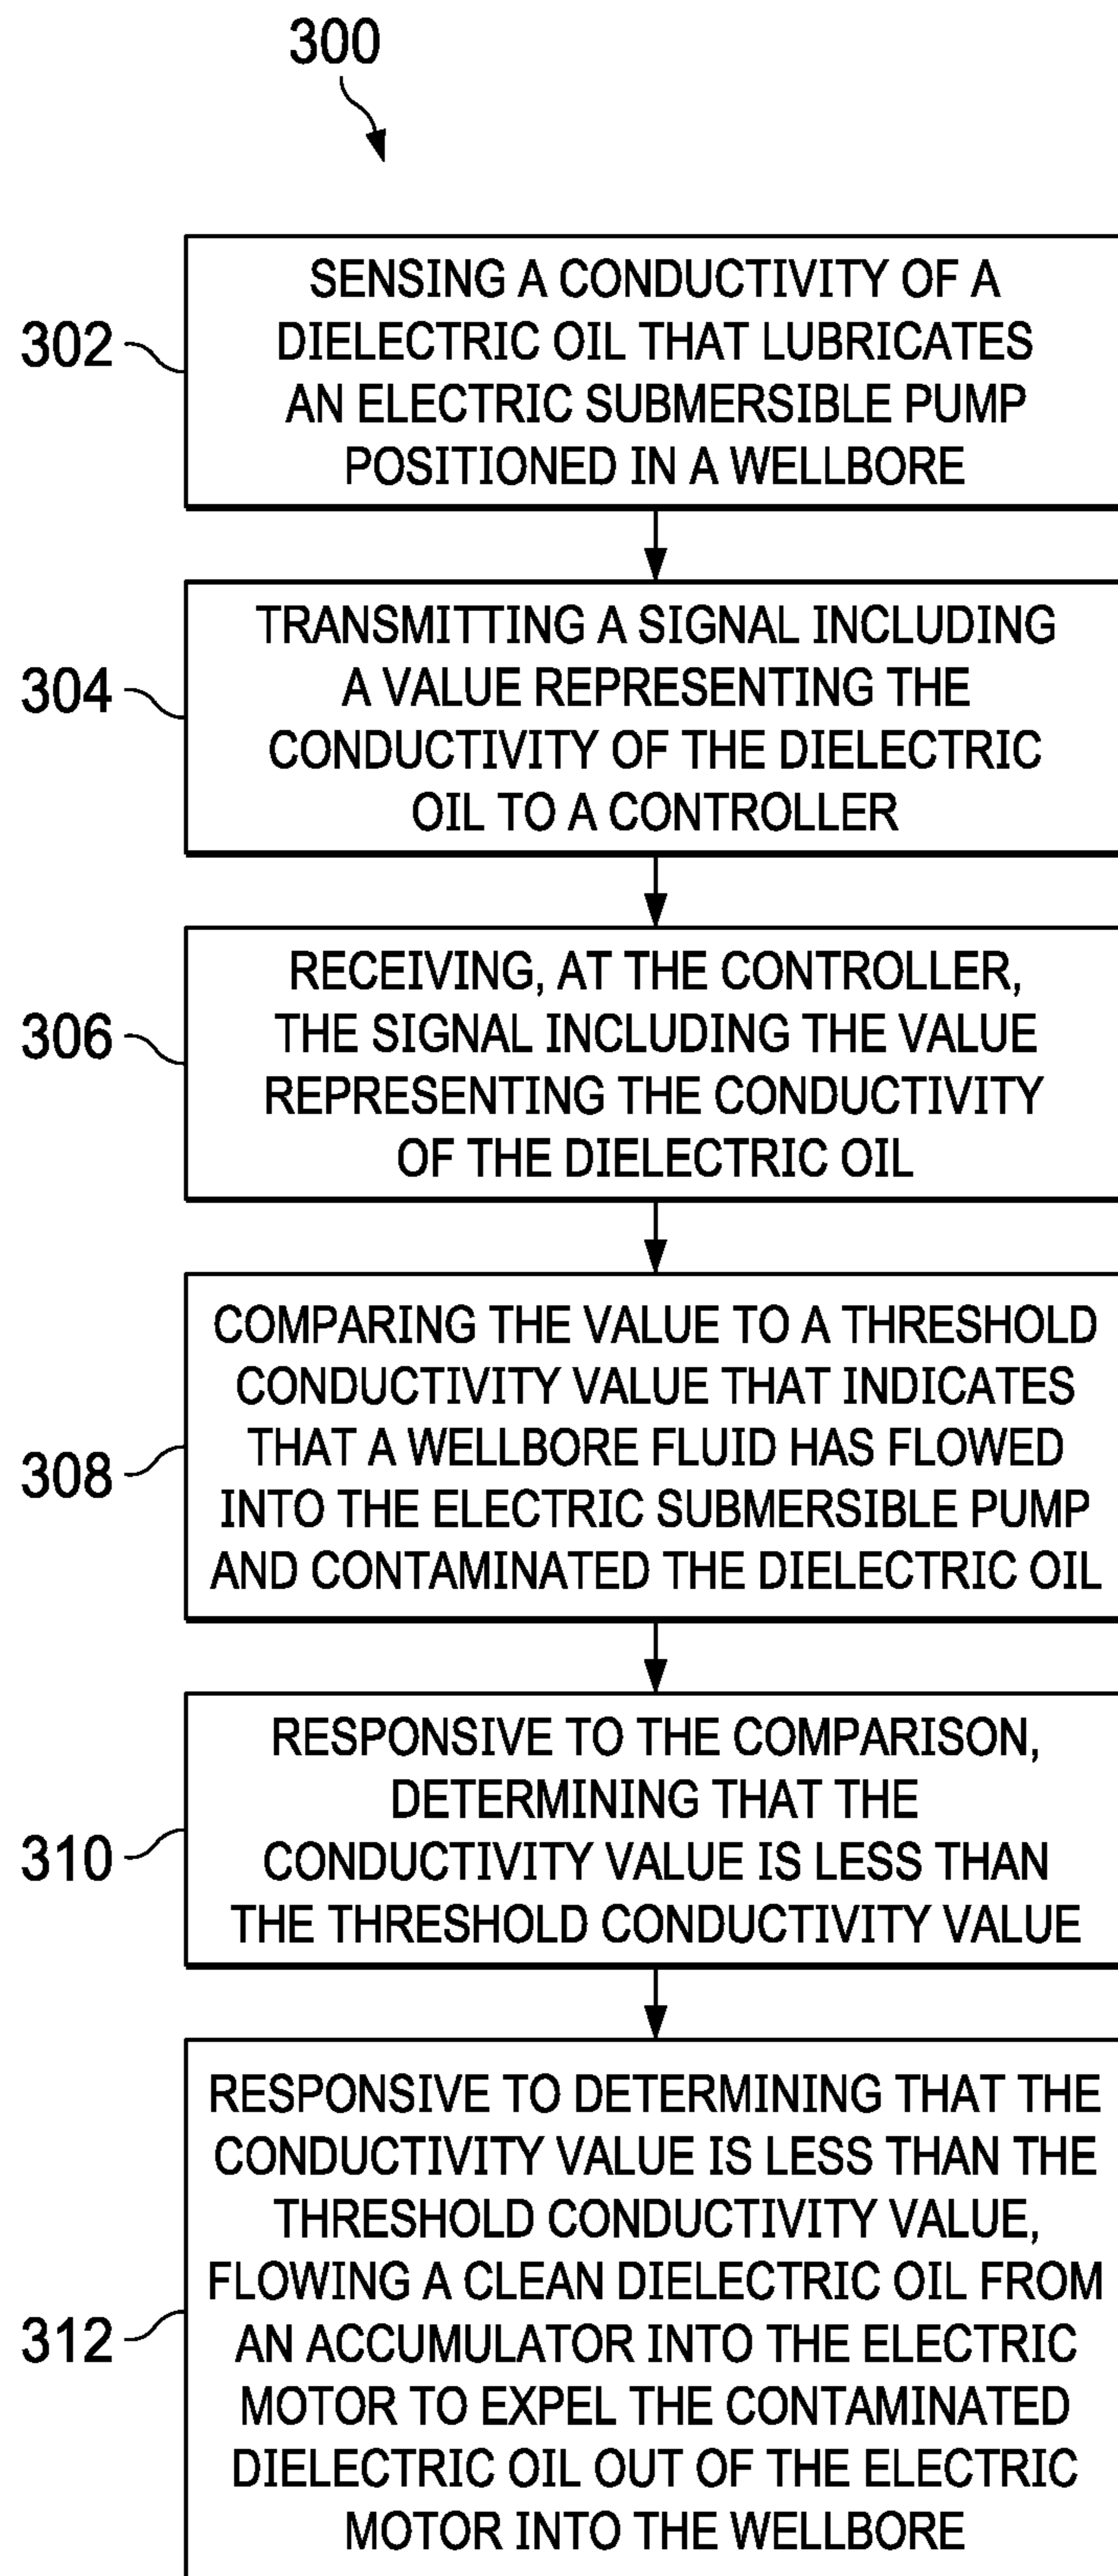 300
302
SENSING A CONDUCTIVITY OF A
DIELECTRIC OIL THAT LUBRICATES
AN ELECTRIC SUBMERSIBLE PUMP
POSITIONED IN A WELLBORE
304
TRANSMITTING A SIGNAL INCLUDING
A VALUE REPRESENTING THE
CONDUCTIVITY OF THE DIELECTRIC
OIL TO A CONTROLLER
306
RECEIVING, AT THE CONTROLLER,
THE SIGNAL INCLUDING THE VALUE
REPRESENTING THE CONDUCTIVITY
OF THE DIELECTRIC OIL
308
COMPARING THE VALUE TO A THRESHOLD
CONDUCTIVITY VALUE THAT INDICATES
THAT A WELLBORE FLUID HAS FLOWED
INTO THE ELECTRIC SUBMERSIBLE PUMP
AND CONTAMINATED THE DIELECTRIC OIL
310
RESPONSIVE TO THE COMPARISON,
DETERMINING THAT THE
CONDUCTIVITY VALUE IS LESS THAN
THE THRESHOLD CONDUCTIVITY VALUE
312
RESPONSIVE TO DETERMINING THAT THE
CONDUCTIVITY VALUE IS LESS THAN THE
THRESHOLD CONDUCTIVITY VALUE,
FLOWING A CLEAN DIELECTRIC OIL FROM
AN ACCUMULATOR INTO THE ELECTRIC
MOTOR TO EXPEL THE CONTAMINATED
DIELECTRIC OIL OUT OF THE ELECTRIC
MOTOR INTO THE WELLBORE